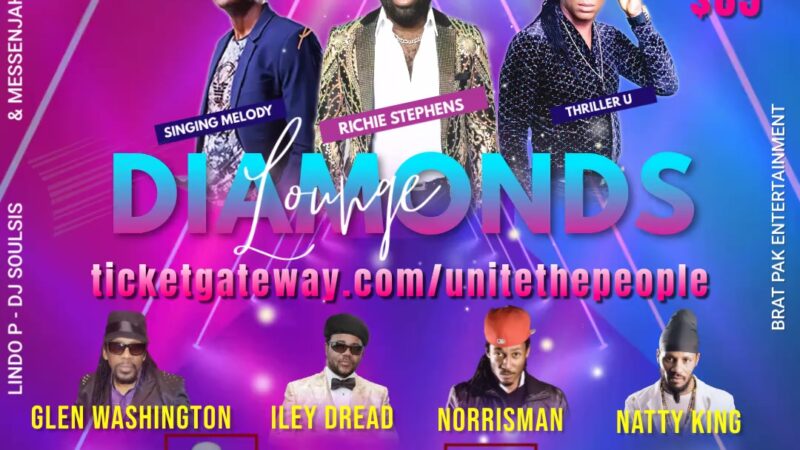 $85
& MESSENJAH
LINDO P - DJ SOULSIS
SINGING MELODY
RICHIE STEPHENS
THRILLER U
DIAMONDS
Lounge
ticketgateway.com/unitethepeople
BRAT PAK ENTERTAINMENT
GLEN WASHINGTON
ILEY DREAD
NORRISMAN
NATTY KING